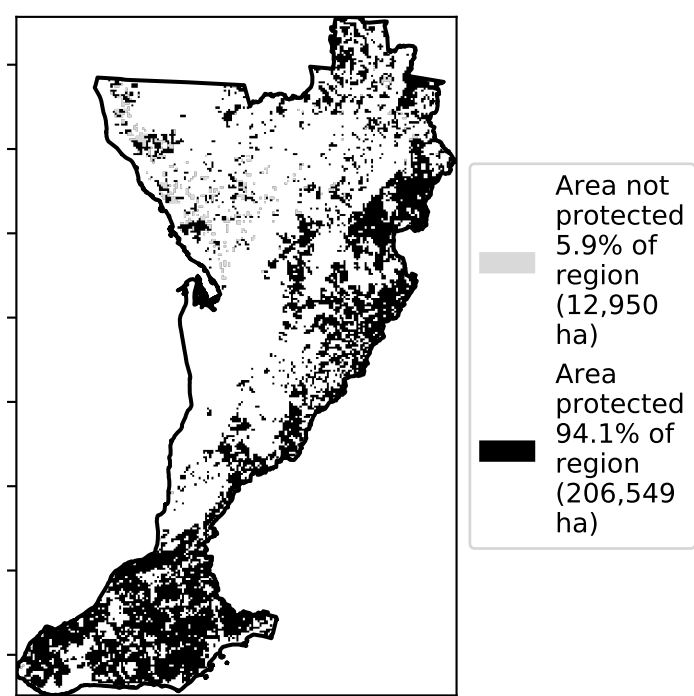 Area not
protected
5.9% of
region
(12,950
ha)
Area
protected
94.1% of
region
(206,549
ha)